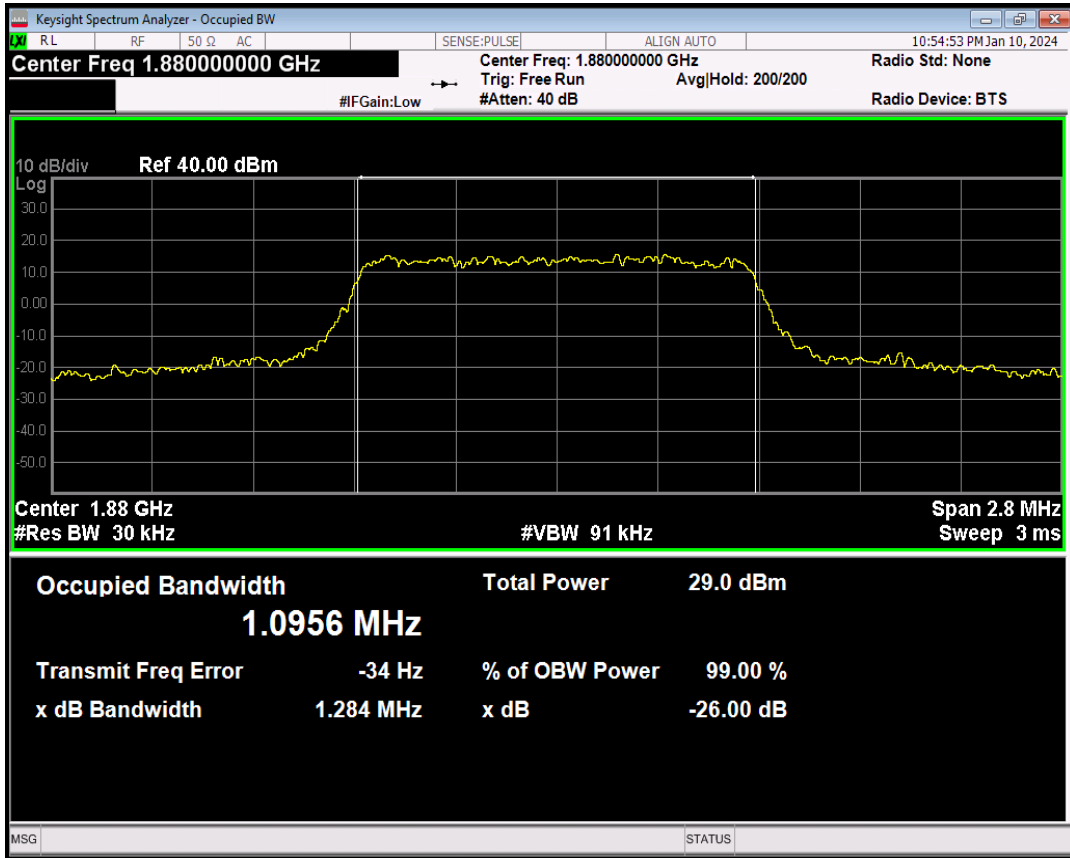 Keysight Spectrum Analyzer - Occupied BW
LXI RL RF 50 Ω AC SENSE:PULSE ALIGN AUTO 10:54:53 PM Jan 10, 2024
Center Freq 1.880000000 GHz Center Freq: 1.880000000 GHz Radio Std: None
Trig: Free Run Avg|Hold: 200/200
#IFGain:Low #Atten: 40 dB Radio Device: BTS
10 dB/div Ref 40.00 dBm
Log
30.0
20.0
10.0
0.00
-10.0
-20.0
-30.0
-40.0
-50.0
Center 1.88 GHz Span 2.8 MHz
#Res BW 30 kHz #VBW 91 kHz Sweep 3 ms
Occupied Bandwidth Total Power 29.0 dBm
1.0956 MHz
Transmit Freq Error -34 Hz % of OBW Power 99.00 %
x dB Bandwidth 1.284 MHz x dB -26.00 dB
MSG STATUS